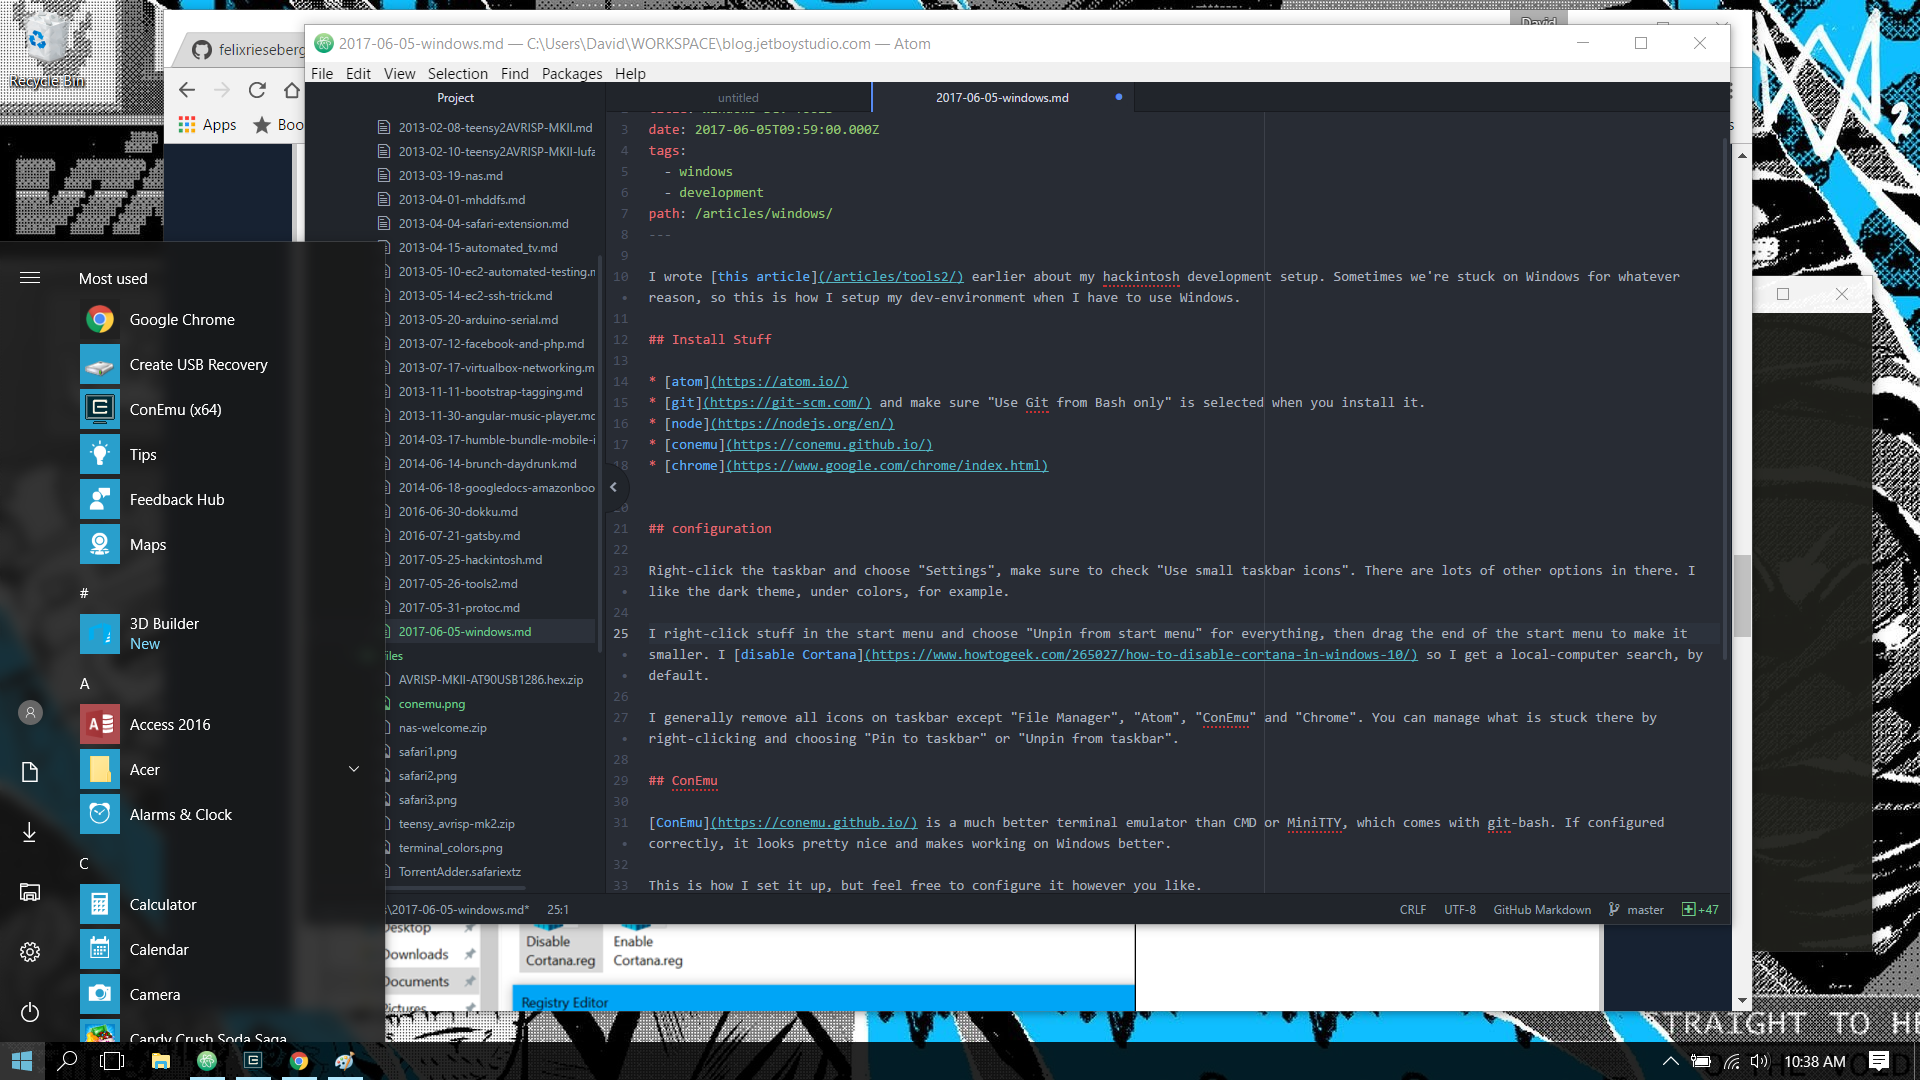 Recycle Bin
felixrieseberg
David
Apps
Boo
2017-06-05-windows.md — C:\Users\David\WORKSPACE\blog.jetboystudio.com — Atom
File Edit View Selection Find Packages Help
Project
untitled
2017-06-05-windows.md
2013-02-08-teensy2AVRISP-MKII.md
2013-02-10-teensy2AVRISP-MKII-lufa
2013-03-19-nas.md
2013-04-01-mhddfs.md
2013-04-04-safari-extension.md
2013-04-15-automated_tv.md
2013-05-10-ec2-automated-testing.m
2013-05-14-ec2-ssh-trick.md
2013-05-20-arduino-serial.md
2013-07-12-facebook-and-php.md
2013-07-17-virtualbox-networking.m
2013-11-11-bootstrap-tagging.md
2013-11-30-angular-music-player.md
2014-03-17-humble-bundle-mobile-i
2014-06-14-brunch-daydrunk.md
2014-06-18-googledocs-amazonboo
2016-06-30-dokku.md
2016-07-21-gatsby.md
2017-05-25-hackintosh.md
2017-05-26-tools2.md
2017-05-31-protoc.md
2017-06-05-windows.md
iles
AVRISP-MKII-AT90USB1286.hex.zip
conemu.png
nas-welcome.zip
safari1.png
safari2.png
safari3.png
teensy_avrisp-mk2.zip
terminal_colors.png
TorrentAdder.safariextz
3 date: 2017-06-05T09:59:00.000Z
4 tags:
5 - windows
6 - development
7 path: /articles/windows/
8 ---
9
10 I wrote [this article](/articles/tools2/) earlier about my hackintosh development setup. Sometimes we're stuck on Windows for whatever
• reason, so this is how I setup my dev-environment when I have to use Windows.
11
12 ## Install Stuff
13
14 * [atom](https://atom.io/)
15 * [git](https://git-scm.com/) and make sure "Use Git from Bash only" is selected when you install it.
16 * [node](https://nodejs.org/en/)
17 * [conemu](https://conemu.github.io/)
18 * [chrome](https://www.google.com/chrome/index.html)
20
21 ## configuration
22
23 Right-click the taskbar and choose "Settings", make sure to check "Use small taskbar icons". There are lots of other options in there. I
• like the dark theme, under colors, for example.
24
25 I right-click stuff in the start menu and choose "Unpin from start menu" for everything, then drag the end of the start menu to make it
• smaller. I [disable Cortana](https://www.howtogeek.com/265027/how-to-disable-cortana-in-windows-10/) so I get a local-computer search, by
• default.
26
27 I generally remove all icons on taskbar except "File Manager", "Atom", "ConEmu" and "Chrome". You can manage what is stuck there by
• right-clicking and choosing "Pin to taskbar" or "Unpin from taskbar".
28
29 ## ConEmu
30
31 [ConEmu](https://conemu.github.io/) is a much better terminal emulator than CMD or MiniTTY, which comes with git-bash. If configured
• correctly, it looks pretty nice and makes working on Windows better.
32
33 This is how I set it up, but feel free to configure it however you like.
\2017-06-05-windows.md* 25:1
CRLF UTF-8 GitHub Markdown master +47
Most used
Google Chrome
Create USB Recovery
ConEmu (x64)
Tips
Feedback Hub
Maps
#
3D Builder
New
A
Access 2016
Acer
Alarms & Clock
C
Calculator
Calendar
Camera
Candy Crush Soda Saga
Desktop
Downloads
Documents
Pictures
Disable
Cortana.reg
Enable
Cortana.reg
Registry Editor
TRAIGHT TO HE
10:38 AM